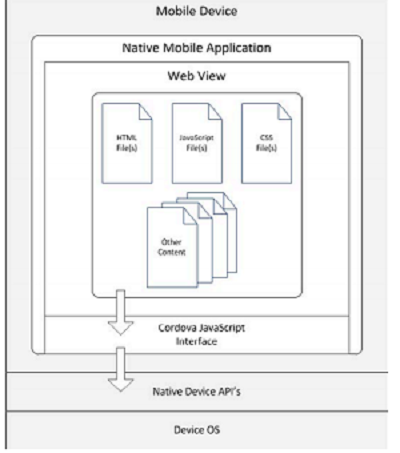 Mobile Device
Native Mobile Application
Web View
HTML
File(s)
JavaScript
File(s)
CSS
File(s)
Other
Content
Cordova JavaScript
Interface
Native Device API's
Device OS